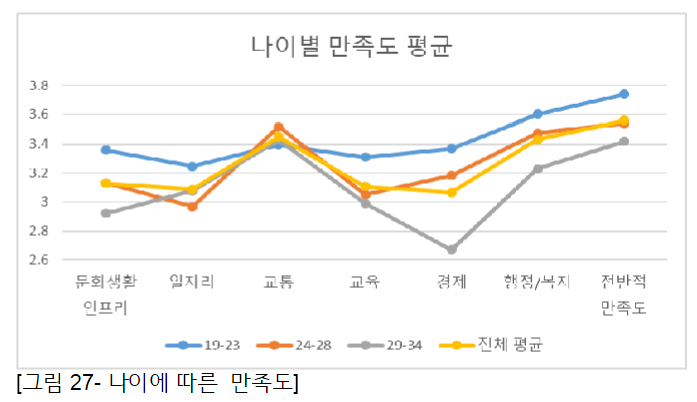 나이별 만족도 평균
3.8
3.6
3.4
3.2
3
2.8
2.6
문화생활 일자리 교통 교육 경제 행정/복지 전반적
인프라 만족도
19-23 24-28 29-34 전체 평균
[그림 27- 나이에 따른 만족도]